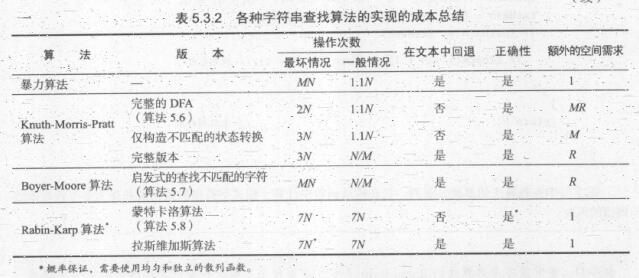 表 5.3.2 各种字符串查找算法的实现的成本总结
算 法 版 本 操作次数 在文本中回退 正确性 额外的空间需求
最坏情况 一般情况
暴力算法 — MN 1.1N 是 是 1
Knuth-Morris-Pratt 算法 完整的 DFA (算法 5.6) 2N 1.1N 否 是 MR
仅构造不匹配的状态转换 3N 1.1N 否 是 M
完整版本 3N N/M 是 是 R
Boyer-Moore 算法 启发式的查找不匹配的字符 (算法 5.7) MN N/M 是 是 R
Rabin-Karp 算法* 蒙特卡洛算法 (算法 5.8) 7N 7N 否 是* 1
拉斯维加斯算法 7N* 7N 是 是 1
* 概率保证，需要使用均匀和独立的散列函数。